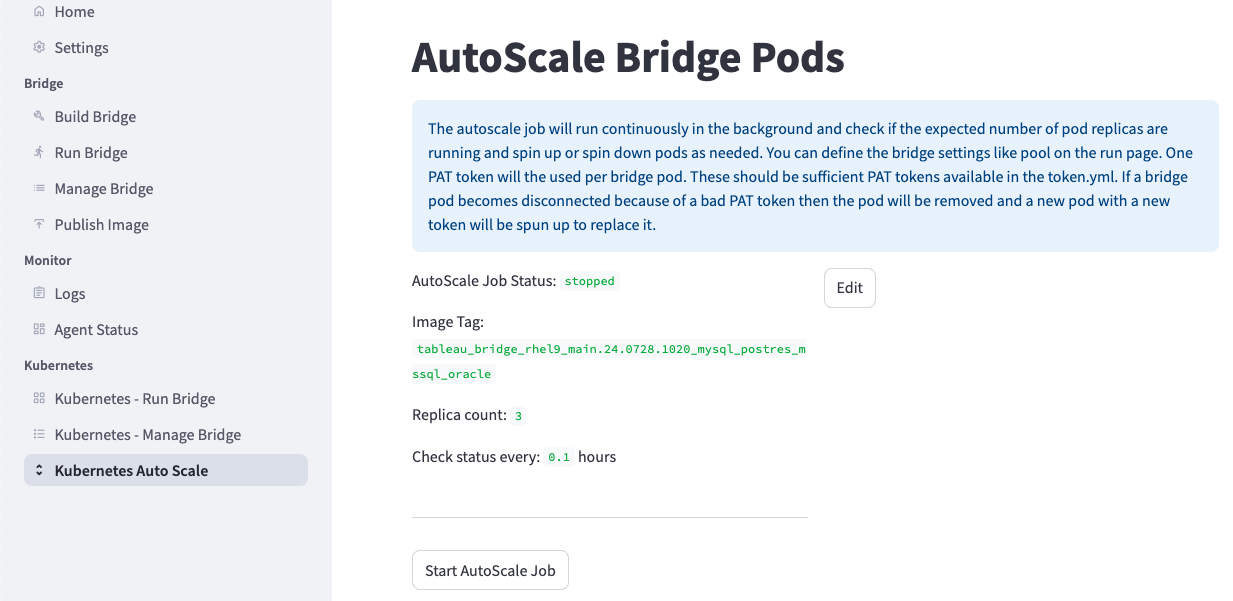 Home
Settings
Bridge
Build Bridge
Run Bridge
Manage Bridge
Publish Image
Monitor
Logs
Agent Status
Kubernetes
Kubernetes - Run Bridge
Kubernetes - Manage Bridge
Kubernetes Auto Scale
AutoScale Bridge Pods
The autoscale job will run continuously in the background and check if the expected number of pod replicas are
running and spin up or spin down pods as needed. You can define the bridge settings like pool on the run page. One
PAT token will the used per bridge pod. These should be sufficient PAT tokens available in the token.yml. If a bridge
pod becomes disconnected because of a bad PAT token then the pod will be removed and a new pod with a new
token will be spun up to replace it.
AutoScale Job Status: stopped
Edit
Image Tag:
tableau_bridge_rhel9_main.24.0728.1020_mysql_postres_m
ssql_oracle
Replica count: 3
Check status every: 0.1 hours
Start AutoScale Job